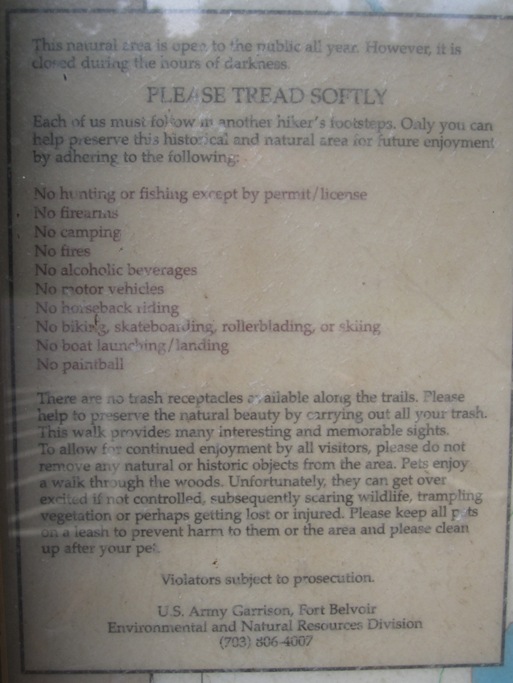 This natural area is open to the public all year. However, it is
closed during the hours of darkness.
PLEASE TREAD SOFTLY
Each of us must follow in another hiker's footsteps. Only you can
help preserve this historical and natural area for future enjoyment
by adhering to the following:
No hunting or fishing except by permit/license
No firearms
No camping
No fires
No alcoholic beverages
No motor vehicles
No horseback riding
No biking, skateboarding, rollerblading, or skiing
No boat launching/landing
No paintball
There are no trash receptacles available along the trails. Please
help to preserve the natural beauty by carrying out all your trash.
This walk provides many interesting and memorable sights.
To allow for continued enjoyment by all visitors, please do not
remove any natural or historic objects from the area. Pets enjoy
a walk through the woods. Unfortunately, they can get over
excited if not controlled, subsequently scaring wildlife, trampling
vegetation or perhaps getting lost or injured. Please keep all pets
on a leash to prevent harm to them or the area and please clean
up after your pet.
Violators subject to prosecution.
U.S. Army Garrison, Fort Belvoir
Environmental and Natural Resources Division
(703) 806-4007